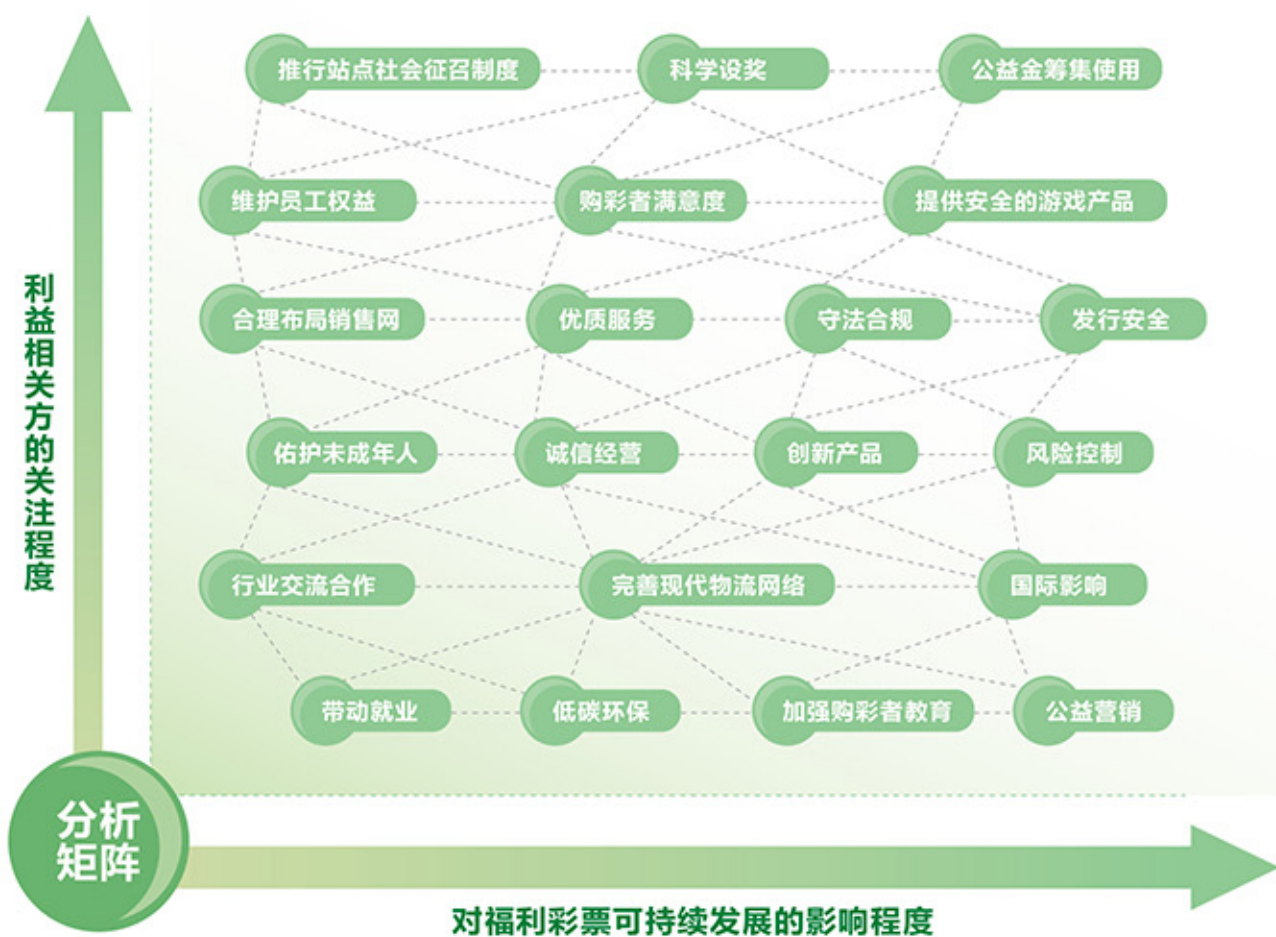 推行站点社会征召制度
科学设奖
公益金筹集使用
维护员工权益
购彩者满意度
提供安全的游戏产品
合理布局销售网
优质服务
守法合规
发行安全
佑护未成年人
诚信经营
创新产品
风险控制
行业交流合作
完善现代物流网络
国际影响
带动就业
低碳环保
加强购彩者教育
公益营销
利益相关方的关注程度
分析
矩阵
对福利彩票可持续发展的影响程度